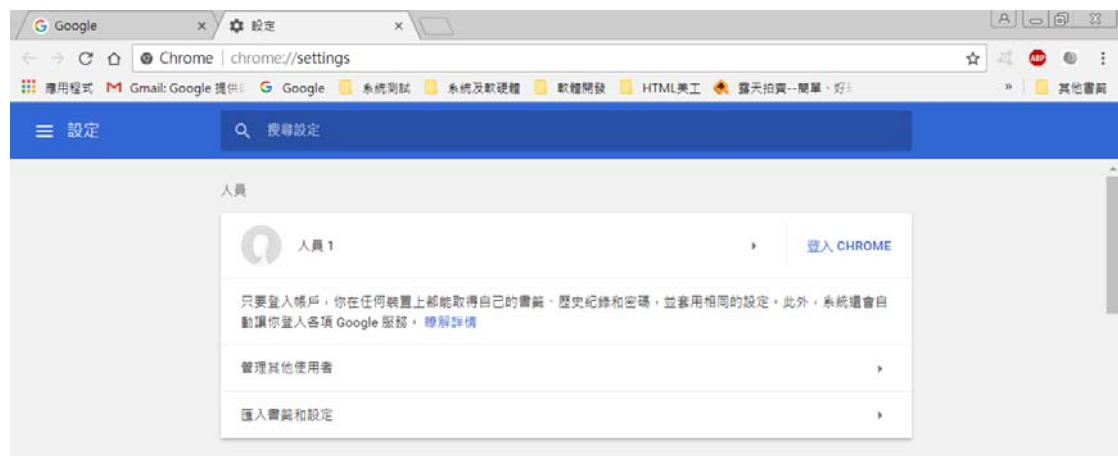 Google
設定
Chrome | chrome://settings
ABP
應用程式
Gmail: Google 提供
Google
系統測試
系統及軟硬體
軟體開發
HTML美工
露天拍賣--簡單、好
»
其他書籤
設定
搜尋設定
人員
人員 1
登入 CHROME
只要登入帳戶，你在任何裝置上都能取得自己的書籤、歷史紀錄和密碼，並套用相同的設定。此外，系統還會自
動讓你登入各項 Google 服務。瞭解詳情
管理其他使用者
匯入書籤和設定